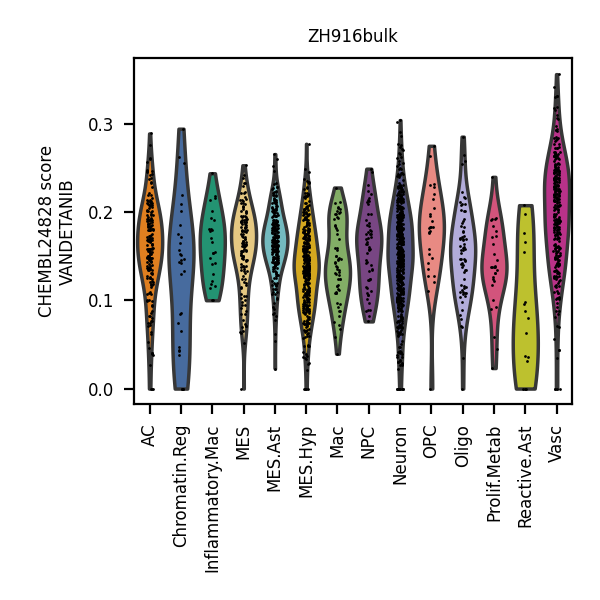 ZH916bulk
CHEMBL24828 score
VANDETANIB
0.3
0.2
0.1
0.0
AC
Chromatin.Reg
Inflammatory.Mac
MES
MES.Ast
MES.Hyp
Mac
NPC
Neuron
OPC
Oligo
Prolif.Metab
Reactive.Ast
Vasc